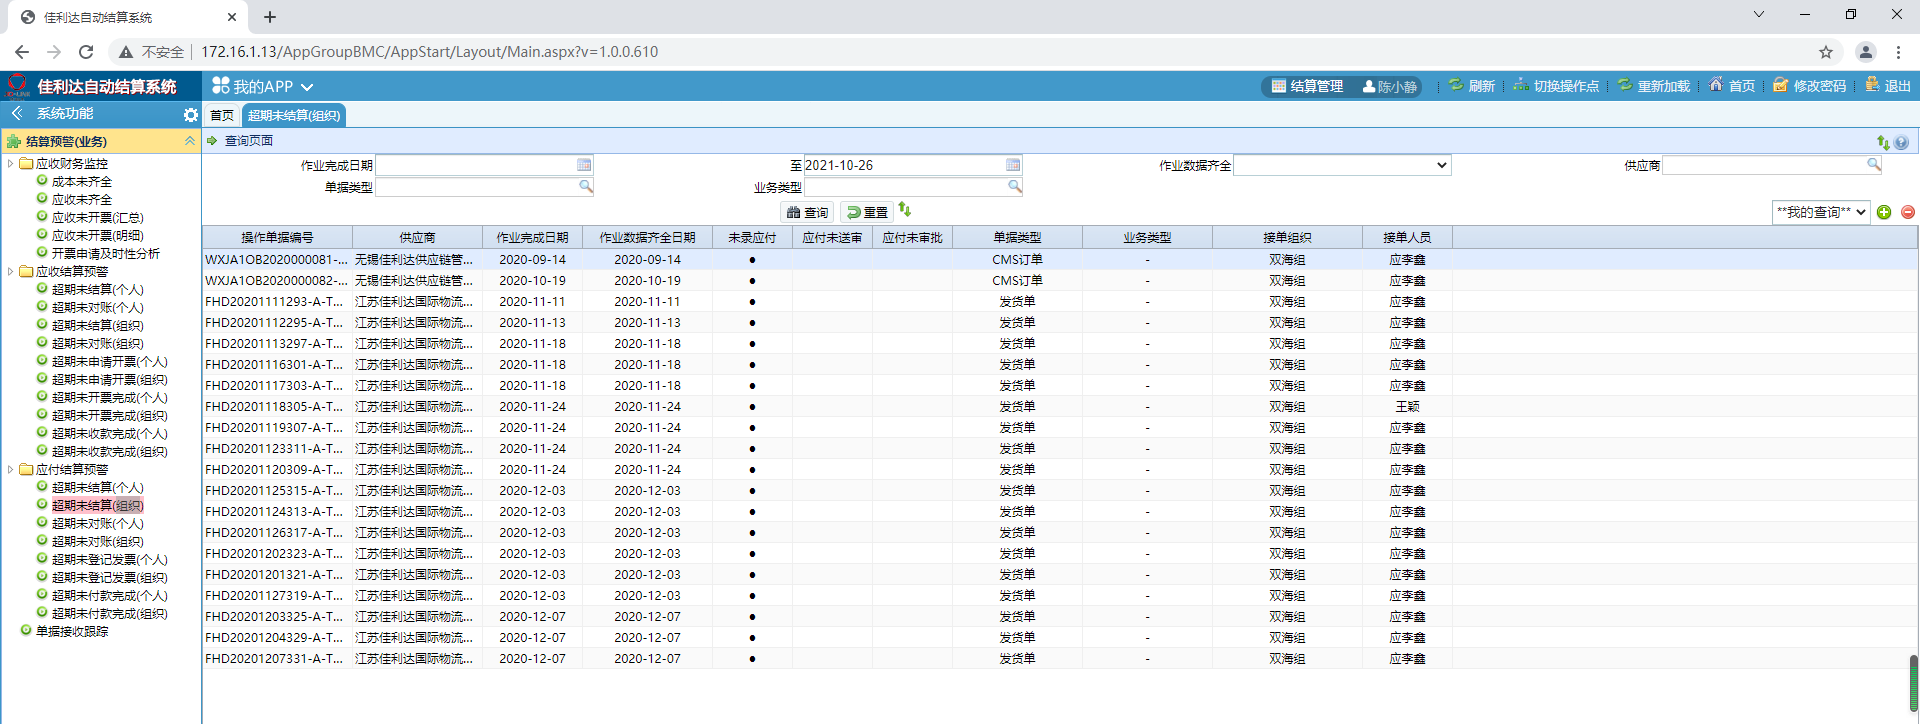 佳利达自动结算系统
不安全 172.16.1.13/AppGroupBMC/AppStart/Layout/Main.aspx?v=1.0.0.610
佳利达自动结算系统 我的APP 结算管理 陈小静 刷新 切换操作点 重新加载 首页 修改密码 退出
系统功能 首页 超期未结算(组织)
结算预警(业务)
应收财务监控
成本未齐全
应收未齐全
应收未开票(汇总)
应收未开票(明细)
开票申请及时性分析
应收结算预警
超期未结算(个人)
超期未对账(个人)
超期未结算(组织)
超期未对账(组织)
超期未申请开票(个人)
超期未申请开票(组织)
超期未开票完成(个人)
超期未开票完成(组织)
超期未收款完成(个人)
超期未收款完成(组织)
应付结算预警
超期未结算(个人)
超期未结算(组织)
超期未对账(个人)
超期未对账(组织)
超期未登记发票(个人)
超期未登记发票(组织)
超期未付款完成(个人)
超期未付款完成(组织)
单据接收跟踪
查询页面
作业完成日期 至 2021-10-26 作业数据齐全 供应商
单据类型 业务类型
查询 重置 **我的查询**
操作单据编号 供应商 作业完成日期 作业数据齐全日期 未录应付 应付未送审 应付未审批 单据类型 业务类型 接单组织 接单人员
WXJA1OB2020000081-... 无锡佳利达供应链管... 2020-09-14 2020-09-14 ● CMS订单 - 双海组 应李鑫
WXJA1OB2020000082-... 无锡佳利达供应链管... 2020-10-19 2020-10-19 ● CMS订单 - 双海组 应李鑫
FHD20201111293-A-T... 江苏佳利达国际物流... 2020-11-11 2020-11-11 ● 发货单 - 双海组 应李鑫
FHD20201112295-A-T... 江苏佳利达国际物流... 2020-11-13 2020-11-13 ● 发货单 - 双海组 应李鑫
FHD20201113297-A-T... 江苏佳利达国际物流... 2020-11-18 2020-11-18 ● 发货单 - 双海组 应李鑫
FHD20201116301-A-T... 江苏佳利达国际物流... 2020-11-18 2020-11-18 ● 发货单 - 双海组 应李鑫
FHD20201117303-A-T... 江苏佳利达国际物流... 2020-11-18 2020-11-18 ● 发货单 - 双海组 应李鑫
FHD20201118305-A-T... 江苏佳利达国际物流... 2020-11-24 2020-11-24 ● 发货单 - 双海组 王颖
FHD20201119307-A-T... 江苏佳利达国际物流... 2020-11-24 2020-11-24 ● 发货单 - 双海组 应李鑫
FHD20201123311-A-T... 江苏佳利达国际物流... 2020-11-24 2020-11-24 ● 发货单 - 双海组 应李鑫
FHD20201120309-A-T... 江苏佳利达国际物流... 2020-11-24 2020-11-24 ● 发货单 - 双海组 应李鑫
FHD20201125315-A-T... 江苏佳利达国际物流... 2020-12-03 2020-12-03 ● 发货单 - 双海组 应李鑫
FHD20201124313-A-T... 江苏佳利达国际物流... 2020-12-03 2020-12-03 ● 发货单 - 双海组 应李鑫
FHD20201126317-A-T... 江苏佳利达国际物流... 2020-12-03 2020-12-03 ● 发货单 - 双海组 应李鑫
FHD20201202323-A-T... 江苏佳利达国际物流... 2020-12-03 2020-12-03 ● 发货单 - 双海组 应李鑫
FHD20201201321-A-T... 江苏佳利达国际物流... 2020-12-03 2020-12-03 ● 发货单 - 双海组 应李鑫
FHD20201127319-A-T... 江苏佳利达国际物流... 2020-12-03 2020-12-03 ● 发货单 - 双海组 应李鑫
FHD20201203325-A-T... 江苏佳利达国际物流... 2020-12-07 2020-12-07 ● 发货单 - 双海组 应李鑫
FHD20201204329-A-T... 江苏佳利达国际物流... 2020-12-07 2020-12-07 ● 发货单 - 双海组 应李鑫
FHD20201207331-A-T... 江苏佳利达国际物流... 2020-12-07 2020-12-07 ● 发货单 - 双海组 应李鑫